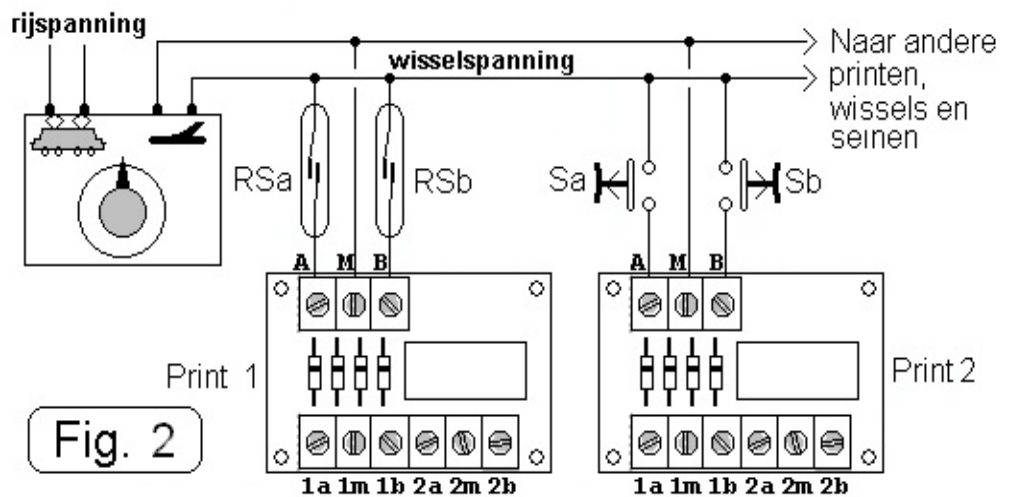 rijspanning
wisselspanning
Naar andere
printen,
wissels en
seinen
RSa
RSb
Sa
Sb
A M B
A M B
Print 1
Print 2
Fig. 2
1a 1m 1b 2a 2m 2b
1a 1m 1b 2a 2m 2b